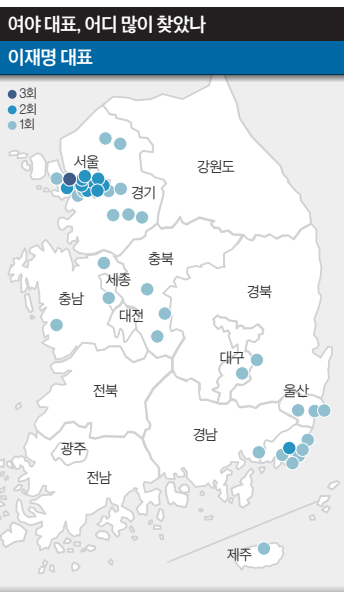 여야 대표, 어디 많이 찾았나
이재명 대표
3회
2회
1회
서울
강원도
경기
충북
세종
경북
충남
대전
대구
전북
울산
경남
광주
전남
제주